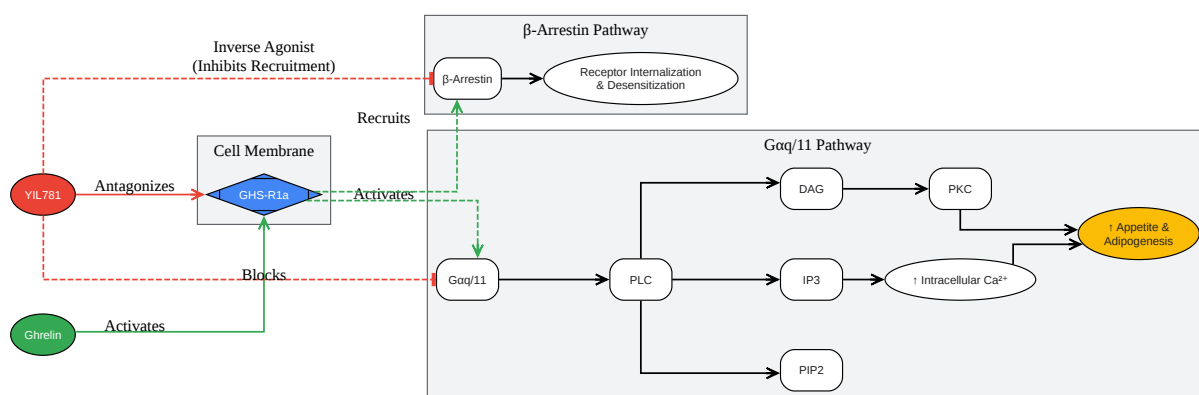 β-Arrestin Pathway
Inverse Agonist
(Inhibits Recruitment)
β-Arrestin
Receptor Internalization
& Desensitization
Recruits
Cell Membrane
Gαq/11 Pathway
YIL781
Antagonizes
GHS-R1a
Activates
DAG
PKC
↑ Appetite &
Adipogenesis
Blocks
Gαq/11
PLC
IP3
↑ Intracellular Ca²⁺
Ghrelin
Activates
PIP2